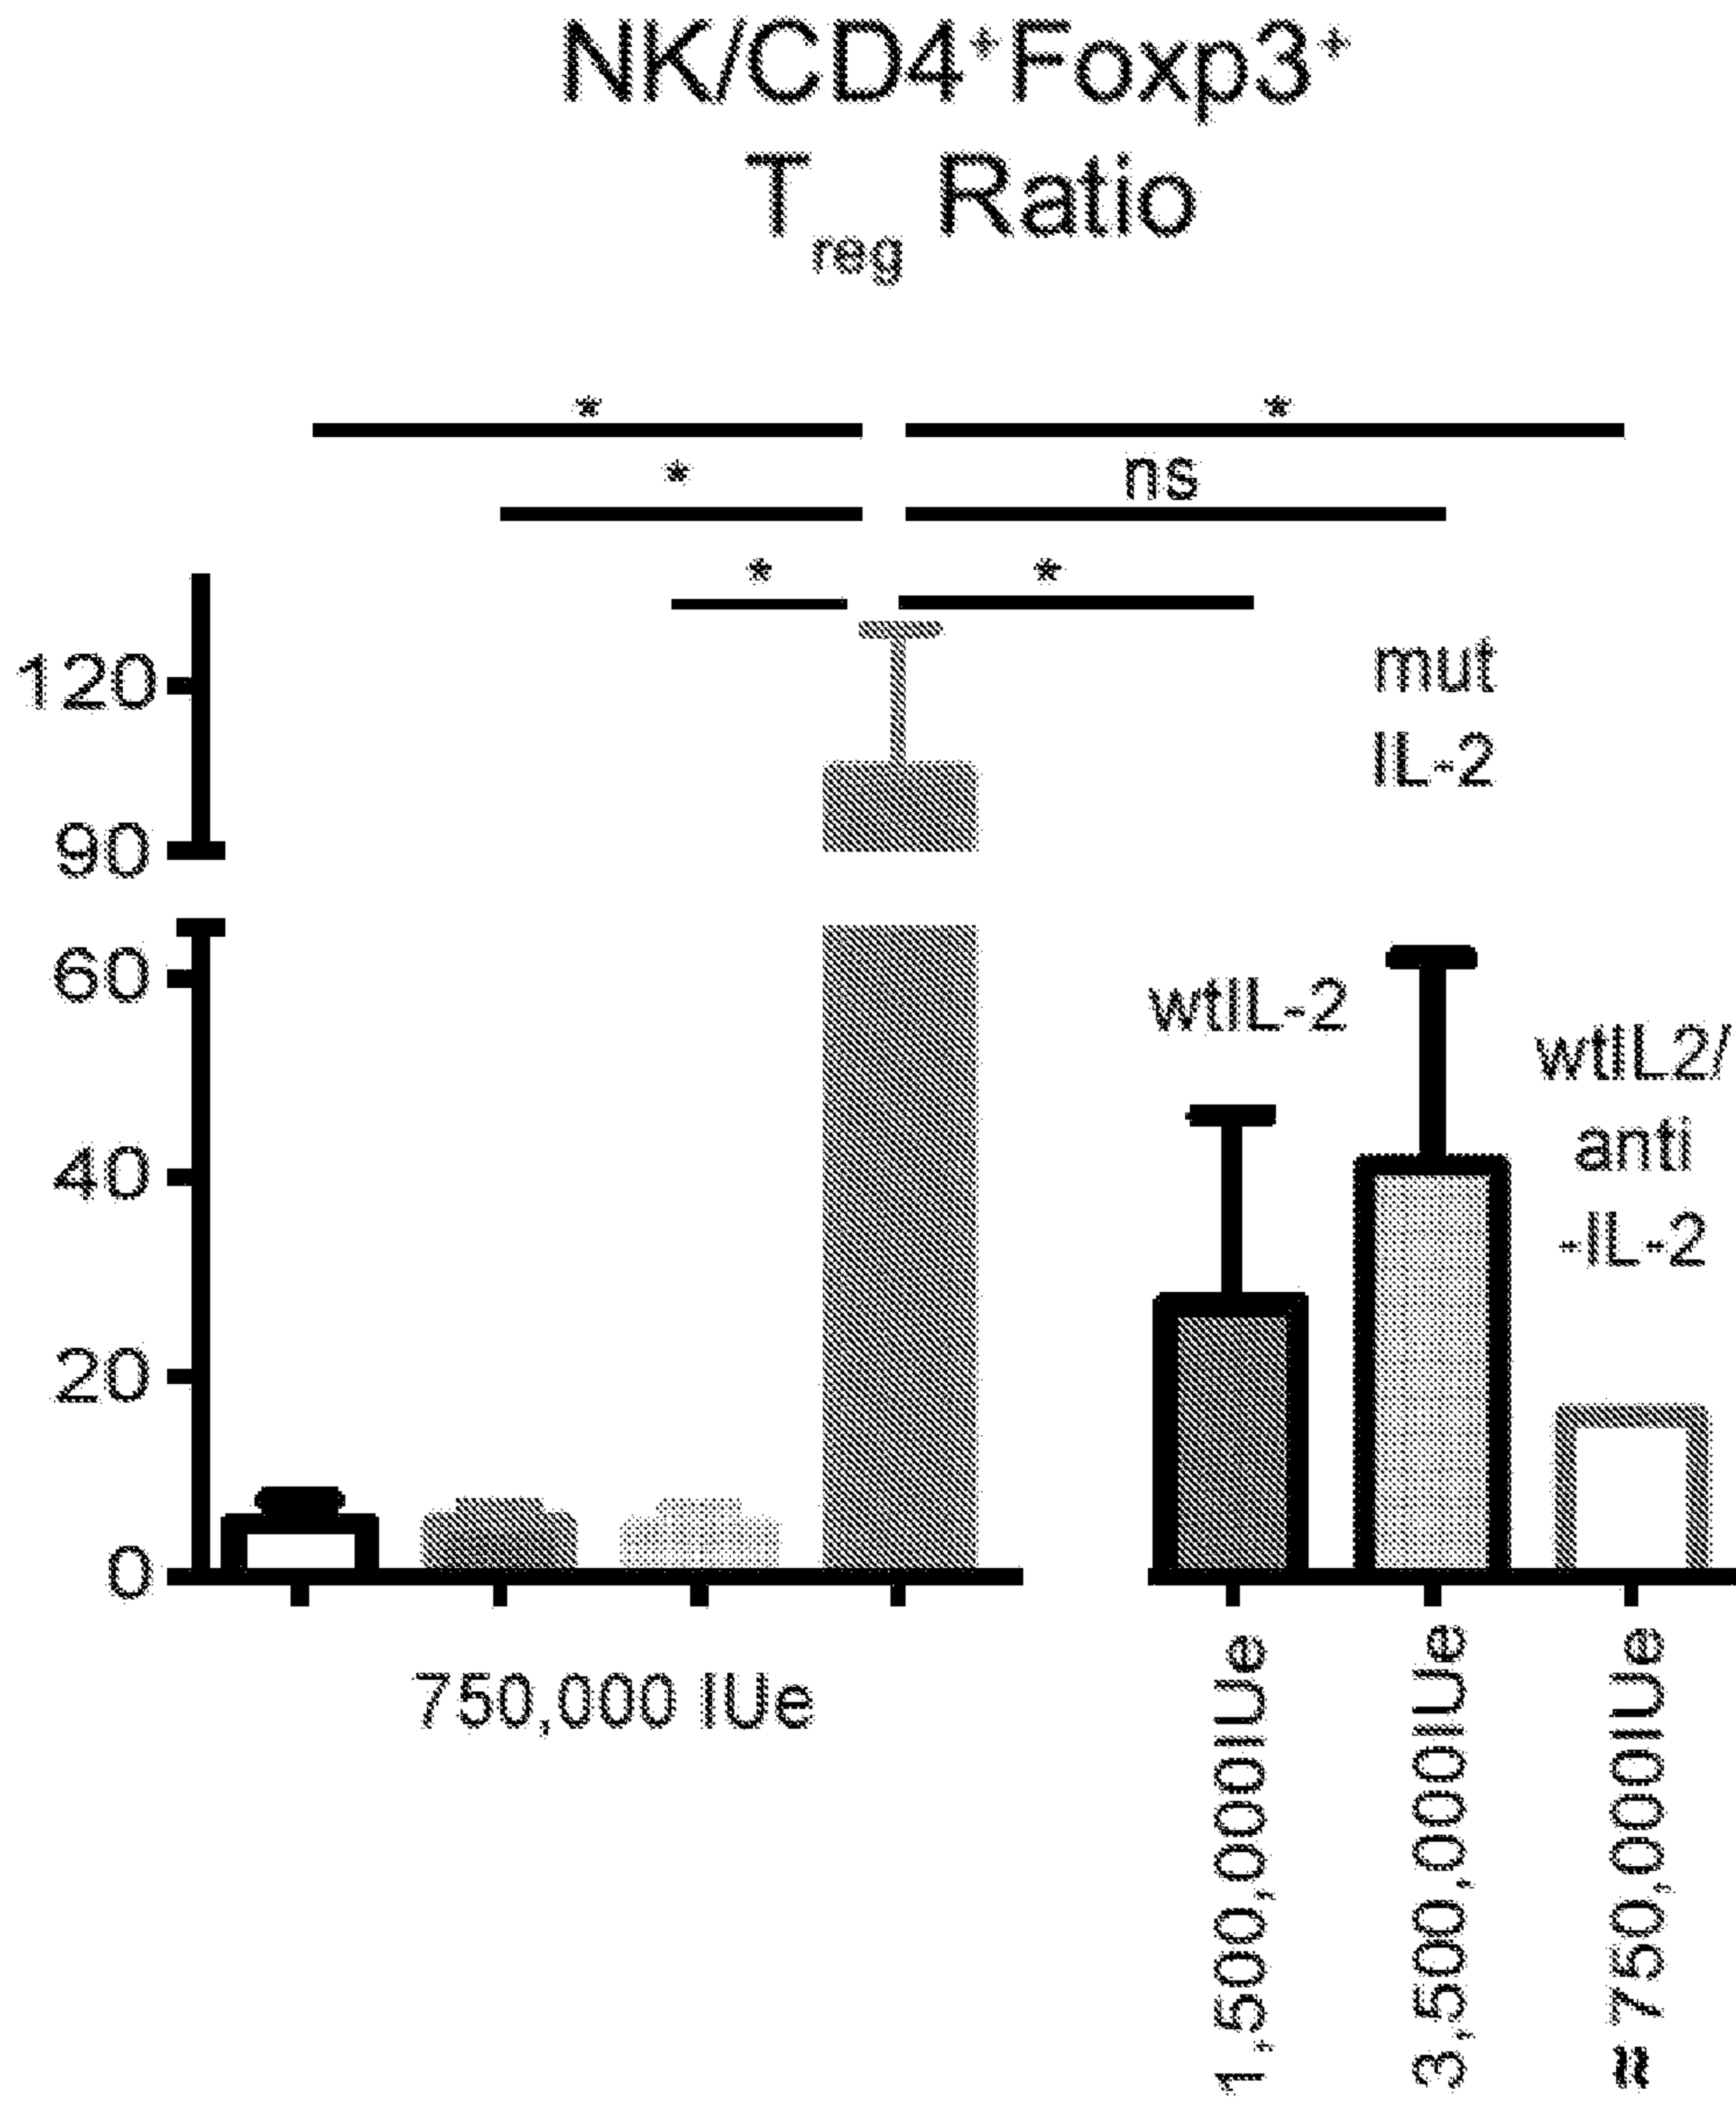 NK/CD4⁺Foxp3⁺
Treg Ratio
*
*
*
ns
*
*
120
90
60
40
20
0
mut
IL-2
wtIL-2
wtIL2/
anti
-IL-2
750,000 IUe
1,500,000IUe
3,500,000IUe
≈ 750,000IUe